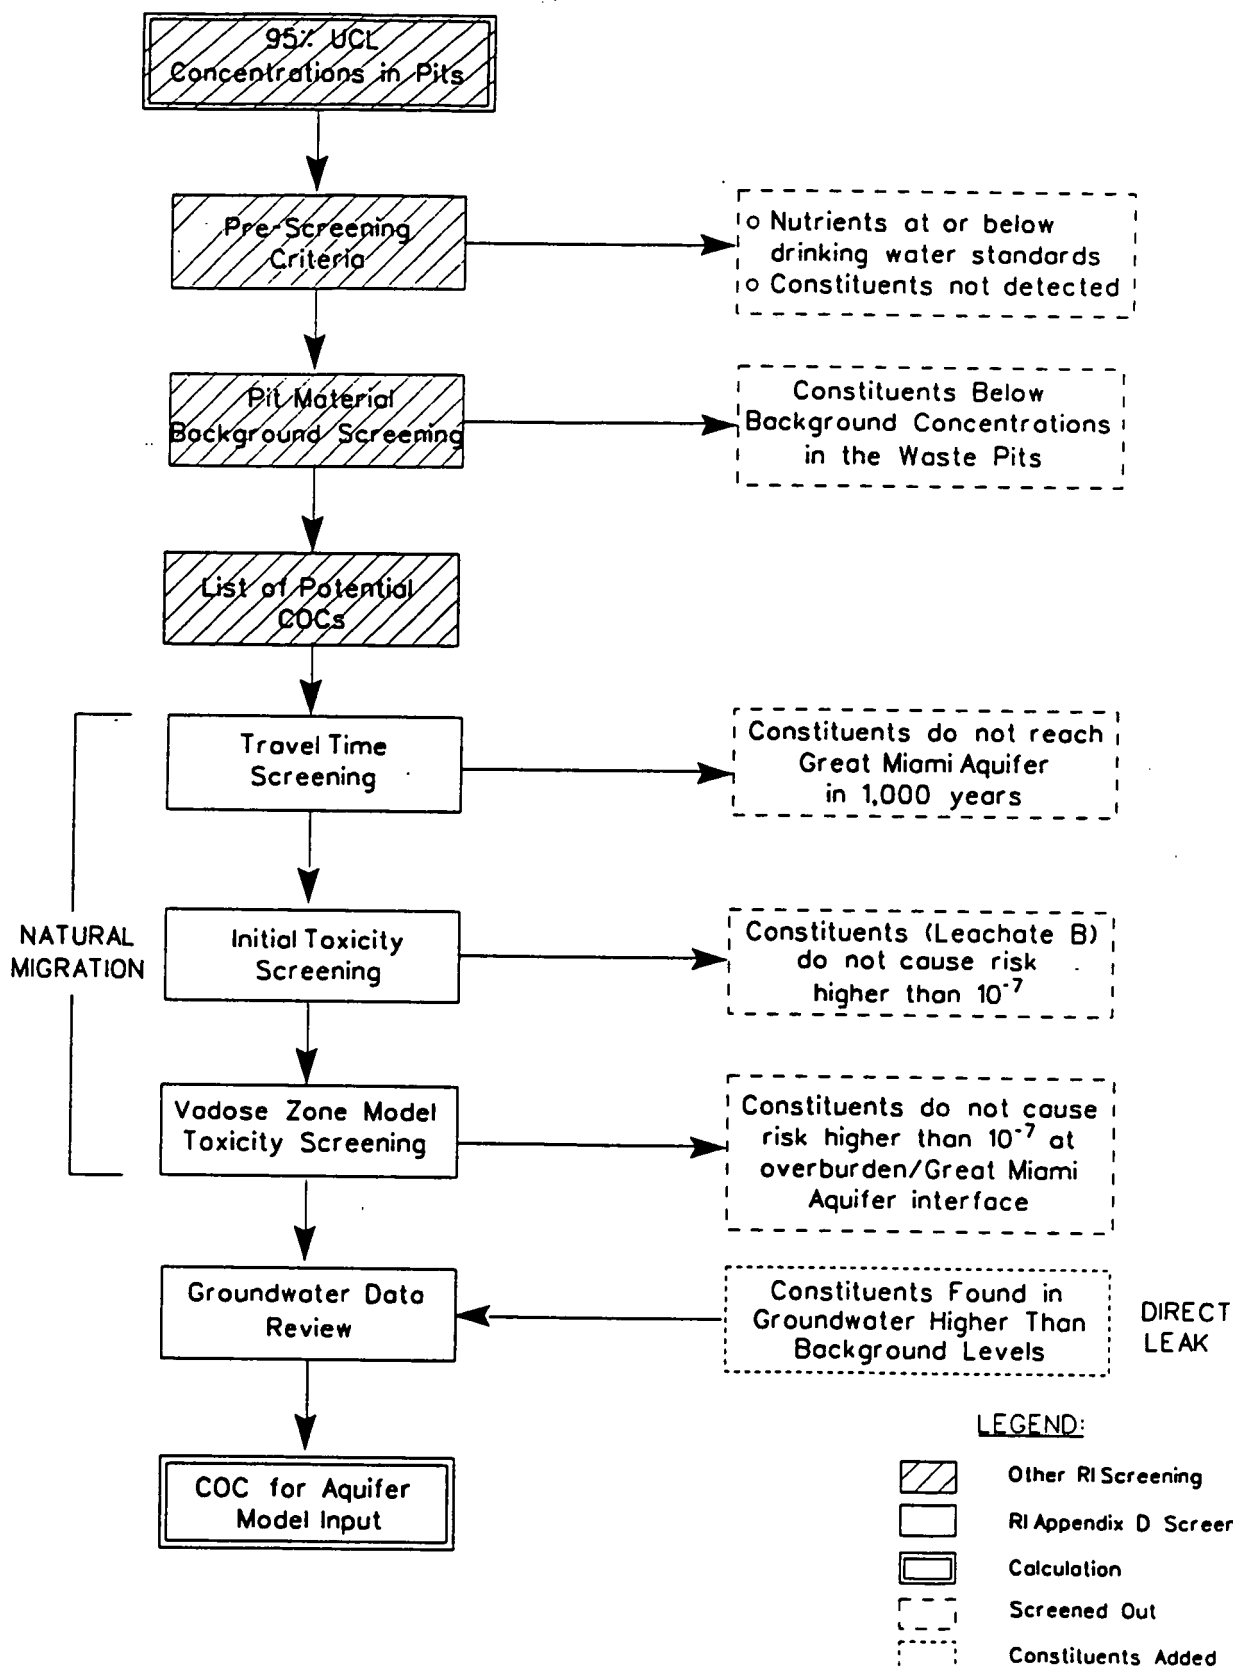 95% UCL
Concentrations in Pits
Pre-Screening
Criteria
o Nutrients at or below
drinking water standards
o Constituents not detected
Pit Material
Background Screening
Constituents Below
Background Concentrations
in the Waste Pits
List of Potential
COCs
Travel Time
Screening
Constituents do not reach
Great Miami Aquifer
in 1,000 years
NATURAL
MIGRATION
Initial Toxicity
Screening
Constituents (Leachate B)
do not cause risk
higher than 10⁻⁷
Vadose Zone Model
Toxicity Screening
Constituents do not cause
risk higher than 10⁻⁷ at
overburden/Great Miami
Aquifer interface
Groundwater Data
Review
Constituents Found in
Groundwater Higher Than
Background Levels
DIRECT
LEAK
COC for Aquifer
Model Input
LEGEND:
Other RI Screening
RI Appendix D Screen
Calculation
Screened Out
Constituents Added